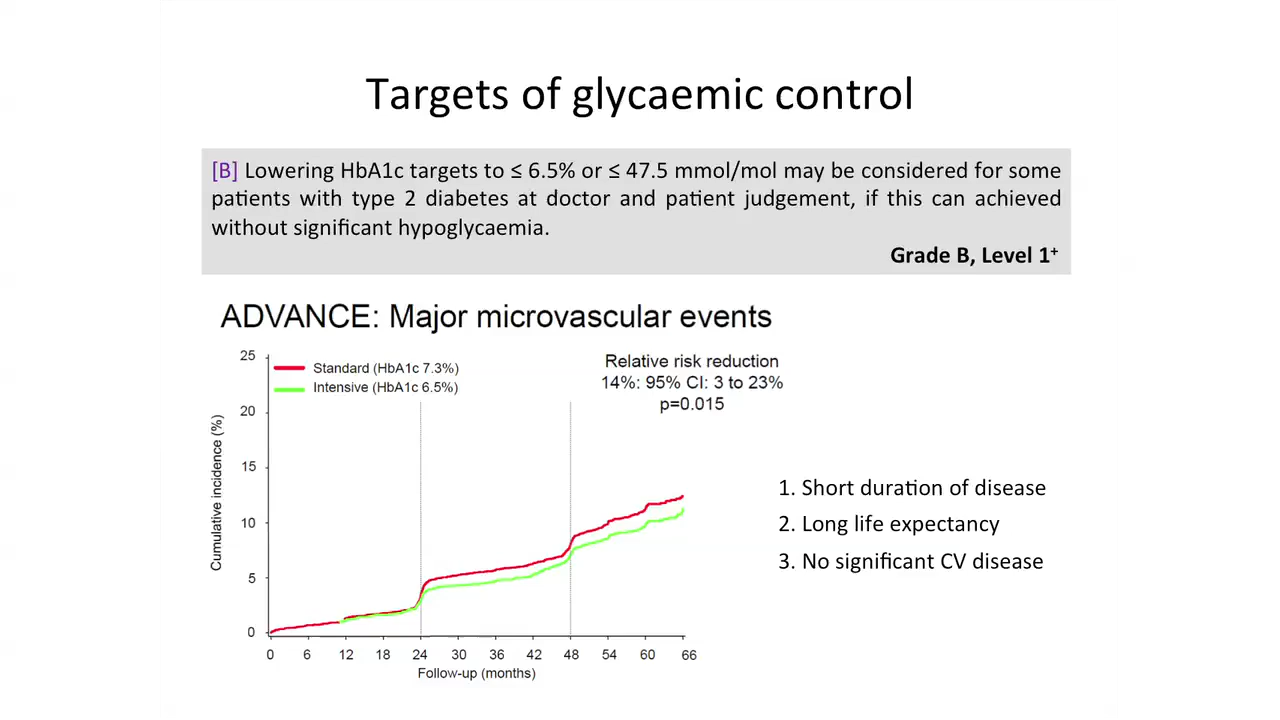 Targets of glycaemic control
[B] Lowering HbA1c targets to ≤ 6.5% or ≤ 47.5 mmol/mol may be considered for some
patients with type 2 diabetes at doctor and patient judgement, if this can achieved
without significant hypoglycaemia.
Grade B, Level 1⁺
ADVANCE: Major microvascular events
Standard (HbA1c 7.3%)
Intensive (HbA1c 6.5%)
Relative risk reduction
14%: 95% CI: 3 to 23%
p=0.015
Cumulative incidence (%)
25
20
15
10
5
0
0 6 12 18 24 30 36 42 48 54 60 66
Follow-up (months)
1. Short duration of disease
2. Long life expectancy
3. No significant CV disease